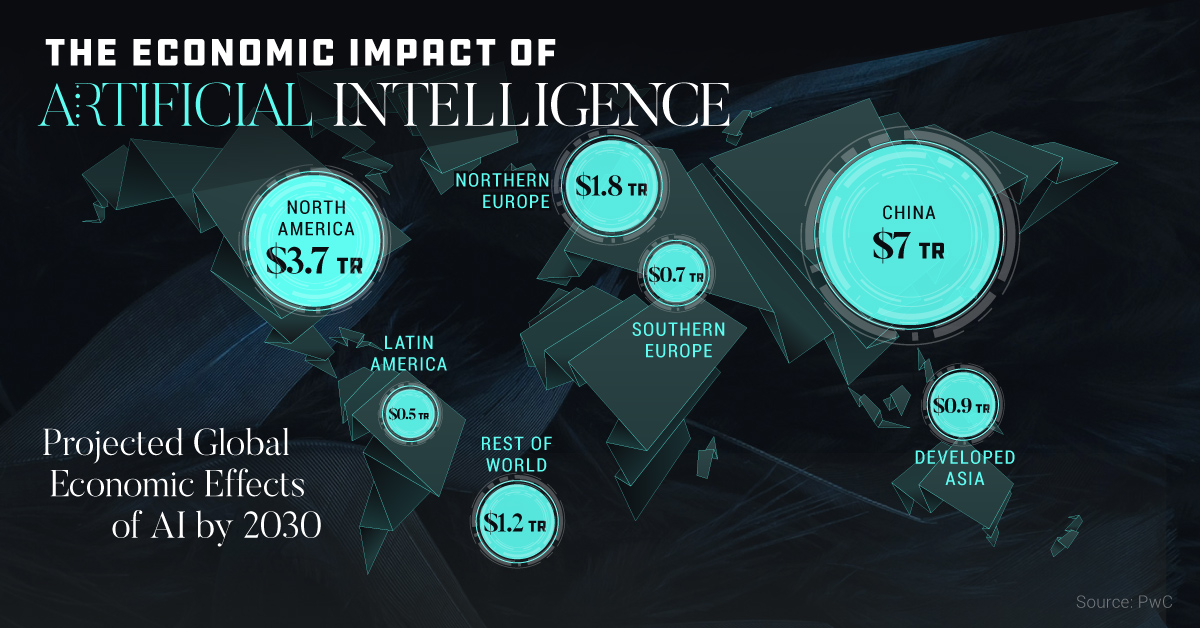 THE ECONOMIC IMPACT OF
ARTIFICIAL INTELLIGENCE
NORTH
AMERICA
$3.7 TR
NORTHERN
EUROPE
$1.8 TR
$0.7 TR
SOUTHERN
EUROPE
CHINA
$7 TR
LATIN
AMERICA
$0.5 TR
$0.9 TR
DEVELOPED
ASIA
REST OF
WORLD
$1.2 TR
Projected Global
Economic Effects
of AI by 2030
Source: PwC